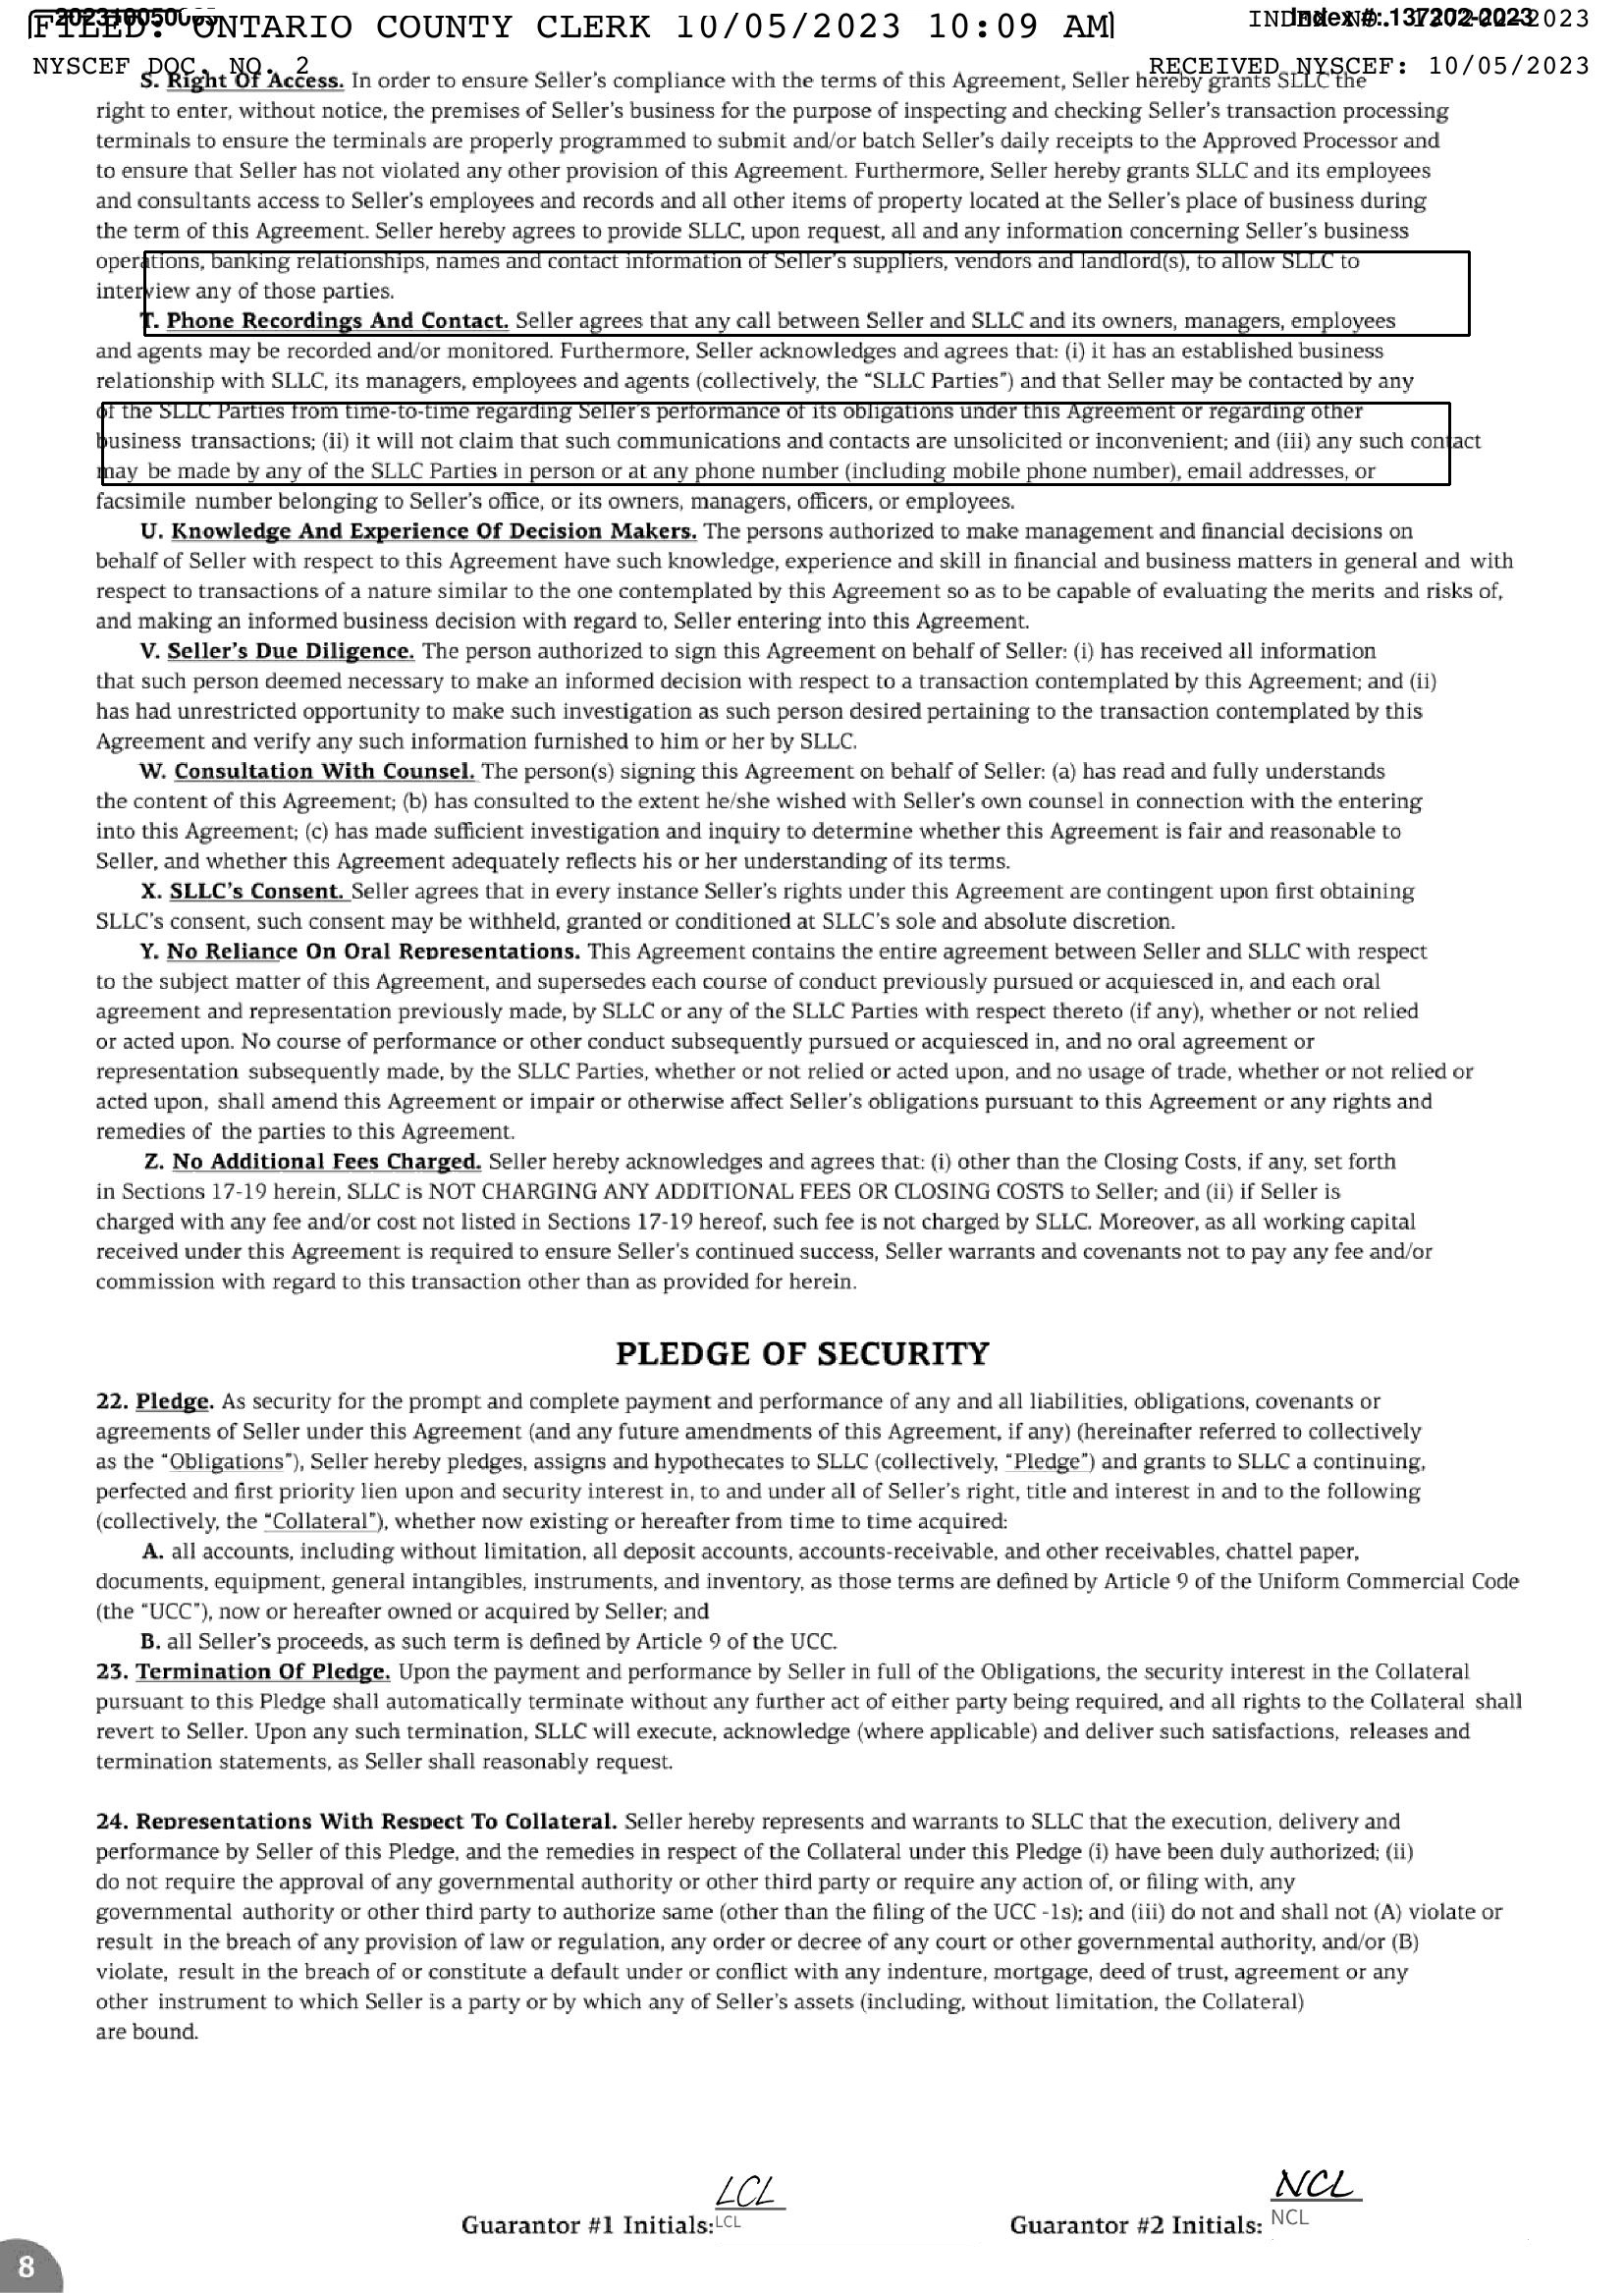 FILED: ONTARIO COUNTY CLERK 10/05/2023 10:09 AM
Index #: 137202-2023
NYSCEF DOC. NO. 2
RECEIVED NYSCEF: 10/05/2023
S. Right Of Access. In order to ensure Seller's compliance with the terms of this Agreement, Seller hereby grants SLLC the
right to enter, without notice, the premises of Seller's business for the purpose of inspecting and checking Seller's transaction processing
terminals to ensure the terminals are properly programmed to submit and/or batch Seller's daily receipts to the Approved Processor and
to ensure that Seller has not violated any other provision of this Agreement. Furthermore, Seller hereby grants SLLC and its employees
and consultants access to Seller's employees and records and all other items of property located at the Seller's place of business during
the term of this Agreement. Seller hereby agrees to provide SLLC, upon request, all and any information concerning Seller's business
operations, banking relationships, names and contact information of Seller's suppliers, vendors and landlord(s), to allow SLLC to
interview any of those parties.
T. Phone Recordings And Contact. Seller agrees that any call between Seller and SLLC and its owners, managers, employees
and agents may be recorded and/or monitored. Furthermore, Seller acknowledges and agrees that: (i) it has an established business
relationship with SLLC, its managers, employees and agents (collectively, the "SLLC Parties") and that Seller may be contacted by any
of the SLLC Parties from time-to-time regarding Seller's performance of its obligations under this Agreement or regarding other
business transactions; (ii) it will not claim that such communications and contacts are unsolicited or inconvenient; and (iii) any such contact
may be made by any of the SLLC Parties in person or at any phone number (including mobile phone number), email addresses, or
facsimile number belonging to Seller's office, or its owners, managers, officers, or employees.
U. Knowledge And Experience Of Decision Makers. The persons authorized to make management and financial decisions on
behalf of Seller with respect to this Agreement have such knowledge, experience and skill in financial and business matters in general and with
respect to transactions of a nature similar to the one contemplated by this Agreement so as to be capable of evaluating the merits and risks of,
and making an informed business decision with regard to, Seller entering into this Agreement.
V. Seller's Due Diligence. The person authorized to sign this Agreement on behalf of Seller: (i) has received all information
that such person deemed necessary to make an informed decision with respect to a transaction contemplated by this Agreement; and (ii)
has had unrestricted opportunity to make such investigation as such person desired pertaining to the transaction contemplated by this
Agreement and verify any such information furnished to him or her by SLLC.
W. Consultation With Counsel. The person(s) signing this Agreement on behalf of Seller: (a) has read and fully understands
the content of this Agreement; (b) has consulted to the extent he/she wished with Seller's own counsel in connection with the entering
into this Agreement; (c) has made sufficient investigation and inquiry to determine whether this Agreement is fair and reasonable to
Seller, and whether this Agreement adequately reflects his or her understanding of its terms.
X. SLLC's Consent. Seller agrees that in every instance Seller's rights under this Agreement are contingent upon first obtaining
SLLC's consent, such consent may be withheld, granted or conditioned at SLLC's sole and absolute discretion.
Y. No Reliance On Oral Representations. This Agreement contains the entire agreement between Seller and SLLC with respect
to the subject matter of this Agreement, and supersedes each course of conduct previously pursued or acquiesced in, and each oral
agreement and representation previously made, by SLLC or any of the SLLC Parties with respect thereto (if any), whether or not relied
or acted upon. No course of performance or other conduct subsequently pursued or acquiesced in, and no oral agreement or
representation subsequently made, by the SLLC Parties, whether or not relied or acted upon, and no usage of trade, whether or not relied or
acted upon, shall amend this Agreement or impair or otherwise affect Seller's obligations pursuant to this Agreement or any rights and
remedies of the parties to this Agreement.
Z. No Additional Fees Charged. Seller hereby acknowledges and agrees that: (i) other than the Closing Costs, if any, set forth
in Sections 17-19 herein, SLLC is NOT CHARGING ANY ADDITIONAL FEES OR CLOSING COSTS to Seller; and (ii) if Seller is
charged with any fee and/or cost not listed in Sections 17-19 hereof, such fee is not charged by SLLC. Moreover, as all working capital
received under this Agreement is required to ensure Seller's continued success, Seller warrants and covenants not to pay any fee and/or
commission with regard to this transaction other than as provided for herein.
PLEDGE OF SECURITY
22. Pledge. As security for the prompt and complete payment and performance of any and all liabilities, obligations, covenants or
agreements of Seller under this Agreement (and any future amendments of this Agreement, if any) (hereinafter referred to collectively
as the "Obligations"), Seller hereby pledges, assigns and hypothecates to SLLC (collectively, "Pledge") and grants to SLLC a continuing,
perfected and first priority lien upon and security interest in, to and under all of Seller's right, title and interest in and to the following
(collectively, the "Collateral"), whether now existing or hereafter from time to time acquired:
A. all accounts, including without limitation, all deposit accounts, accounts-receivable, and other receivables, chattel paper,
documents, equipment, general intangibles, instruments, and inventory, as those terms are defined by Article 9 of the Uniform Commercial Code
(the "UCC"), now or hereafter owned or acquired by Seller; and
B. all Seller's proceeds, as such term is defined by Article 9 of the UCC.
23. Termination Of Pledge. Upon the payment and performance by Seller in full of the Obligations, the security interest in the Collateral
pursuant to this Pledge shall automatically terminate without any further act of either party being required, and all rights to the Collateral shall
revert to Seller. Upon any such termination, SLLC will execute, acknowledge (where applicable) and deliver such satisfactions, releases and
termination statements, as Seller shall reasonably request.
24. Representations With Respect To Collateral. Seller hereby represents and warrants to SLLC that the execution, delivery and
performance by Seller of this Pledge, and the remedies in respect of the Collateral under this Pledge (i) have been duly authorized; (ii)
do not require the approval of any governmental authority or other third party or require any action of, or filing with, any
governmental authority or other third party to authorize same (other than the filing of the UCC -1s); and (iii) do not and shall not (A) violate or
result in the breach of any provision of law or regulation, any order or decree of any court or other governmental authority, and/or (B)
violate, result in the breach of or constitute a default under or conflict with any indenture, mortgage, deed of trust, agreement or any
other instrument to which Seller is a party or by which any of Seller's assets (including, without limitation, the Collateral)
are bound.
LCL NCL
Guarantor #1 Initials: LCL Guarantor #2 Initials: NCL
8